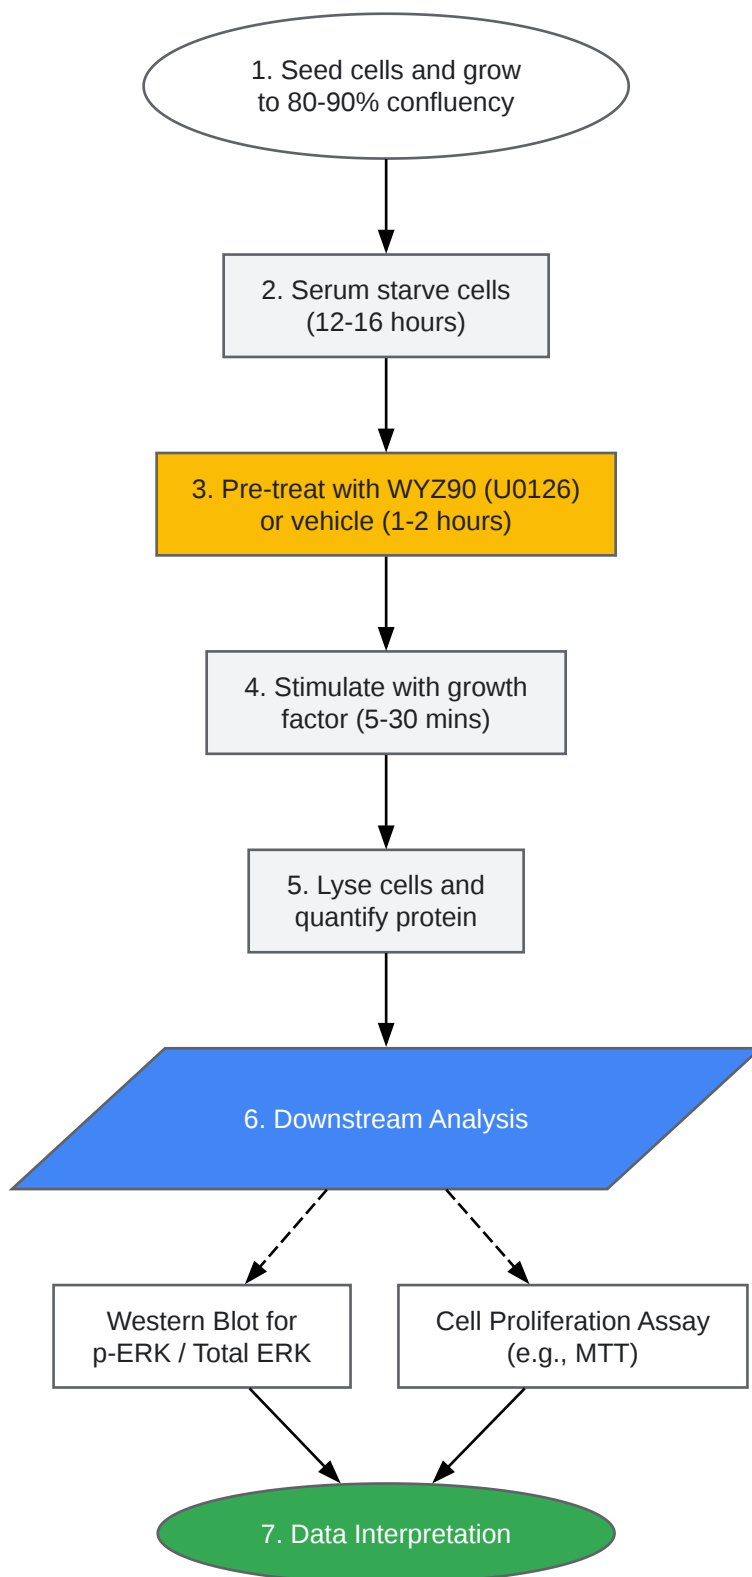 1. Seed cells and grow
to 80-90% confluency
2. Serum starve cells
(12-16 hours)
3. Pre-treat with WYZ90 (U0126)
or vehicle (1-2 hours)
4. Stimulate with growth
factor (5-30 mins)
5. Lyse cells and
quantify protein
6. Downstream Analysis
Western Blot for
p-ERK / Total ERK
Cell Proliferation Assay
(e.g., MTT)
7. Data Interpretation